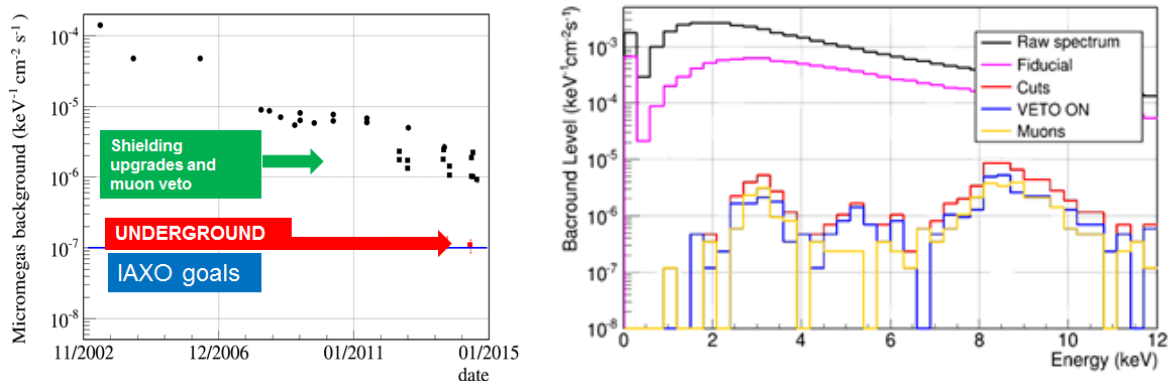 Micromegas background (keV⁻¹ cm⁻² s⁻¹ )
10⁻⁴
10⁻⁵
10⁻⁶
10⁻⁷
10⁻⁸
Shielding
upgrades and
muon veto
UNDERGROUND
IAXO goals
11/2002
12/2006
01/2011
01/2015
date
Bacround Level (keV⁻¹cm⁻²s⁻¹)
10⁻³
10⁻⁴
10⁻⁵
10⁻⁶
10⁻⁷
10⁻⁸
Raw spectrum
Fiducial
Cuts
VETO ON
Muons
0
2
4
6
8
10
12
Energy (keV)